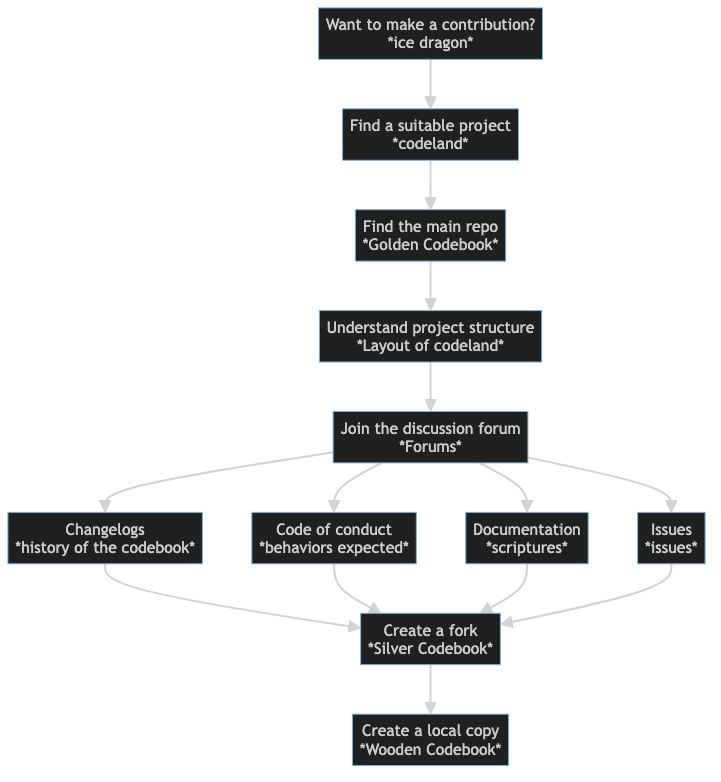 Want to make a contribution?
*ice dragon*
Find a suitable project
*codeland*
Find the main repo
*Golden Codebook*
Understand project structure
*Layout of codeland*
Join the discussion forum
*Forums*
Changelogs
*history of the codebook*
Code of conduct
*behaviors expected*
Documentation
*scriptures*
Issues
*issues*
Create a fork
*Silver Codebook*
Create a local copy
*Wooden Codebook*